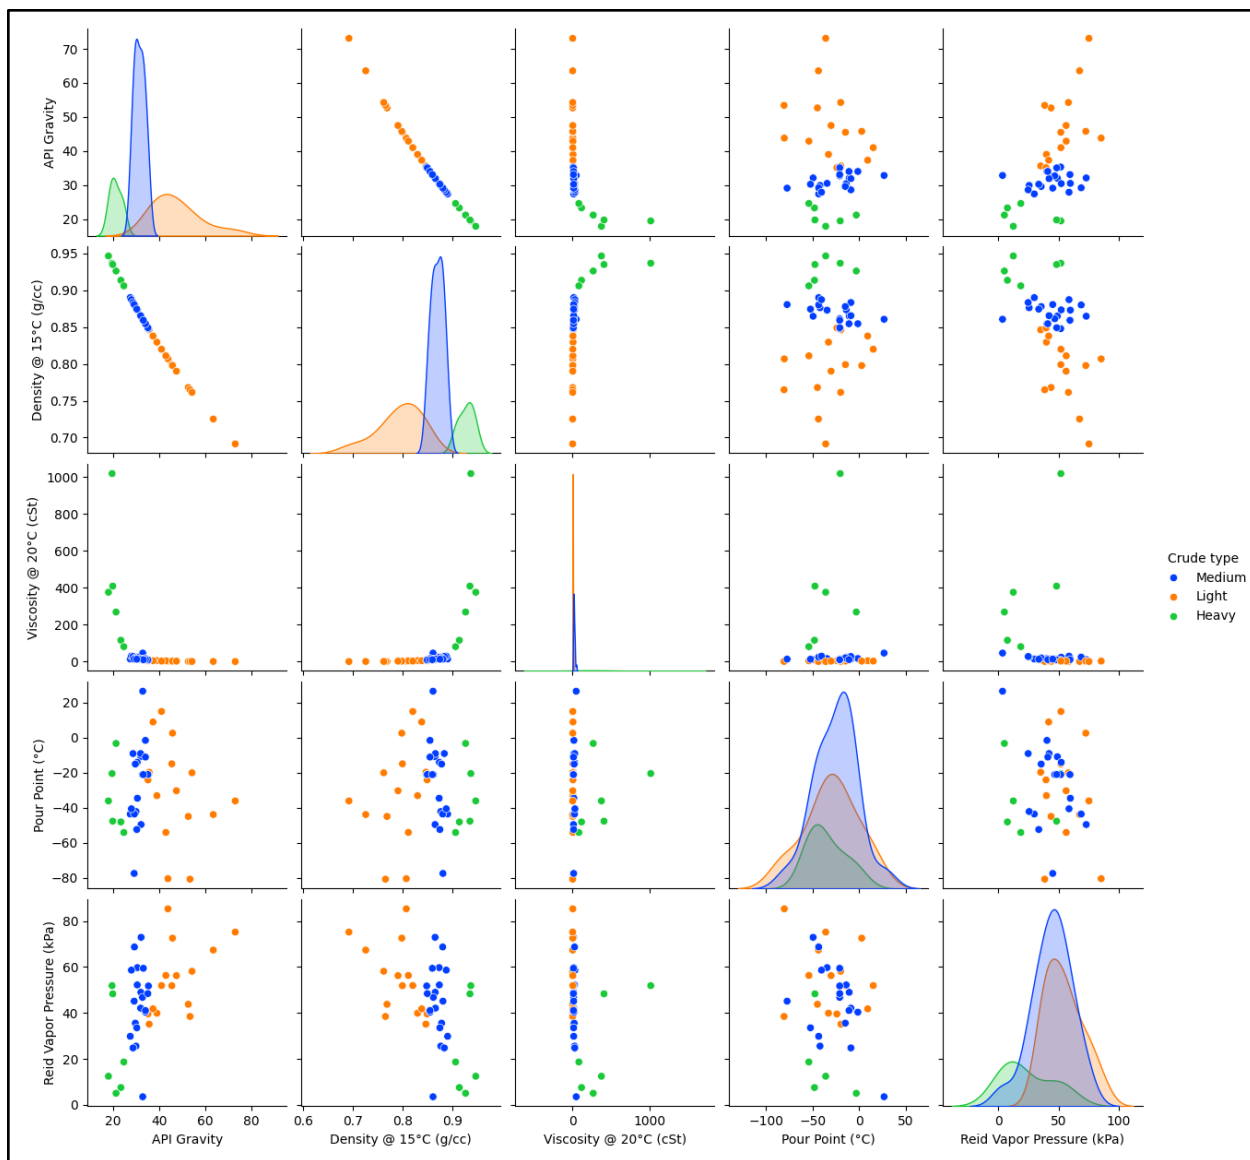 API Gravity
70
60
50
40
30
20
Density @ 15°C (g/cc)
0.95
0.90
0.85
0.80
0.75
0.70
Viscosity @ 20°C (cSt)
1000
800
600
400
200
0
Crude type
Medium
Light
Heavy
Pour Point (°C)
20
0
−20
−40
−60
−80
Reid Vapor Pressure (kPa)
80
60
40
20
0
20 40 60 80
0.6 0.7 0.8 0.9
0 1000
−100 −50 0 50
0 50 100
API Gravity
Density @ 15°C (g/cc)
Viscosity @ 20°C (cSt)
Pour Point (°C)
Reid Vapor Pressure (kPa)